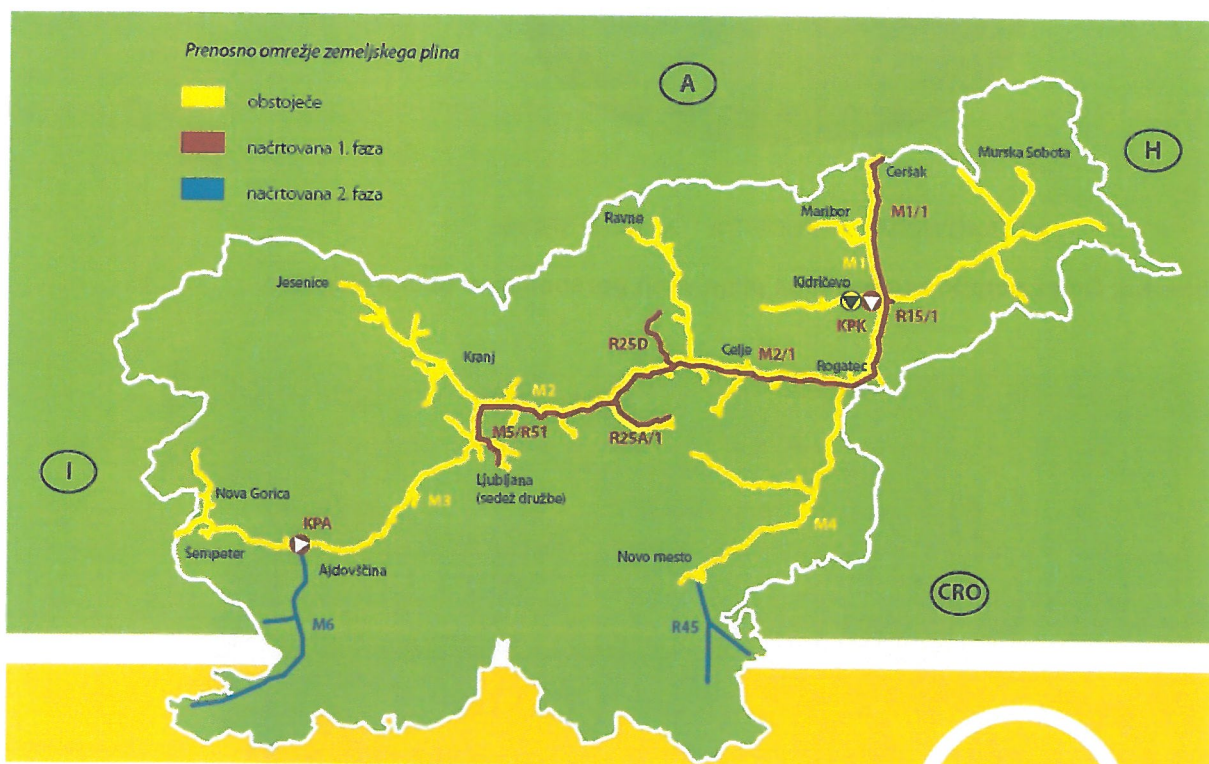 Prenosno omrežje zemeljskega plina
obstoječe
načrtovana 1. faza
načrtovana 2. faza
A
H
I
CRO
Murska Sobota
Ceršak
Maribor
M1/1
M1
Ravne
Kidričevo
KPK
R15/1
Jesenice
Kranj
R25D
Celje
M2/1
Rogatec
M2
M5/R51
R25A/1
Ljubljana
(sedež družbe)
Nova Gorica
M3
KPA
Šempeter
Ajdovščina
M4
Novo mesto
M6
R45